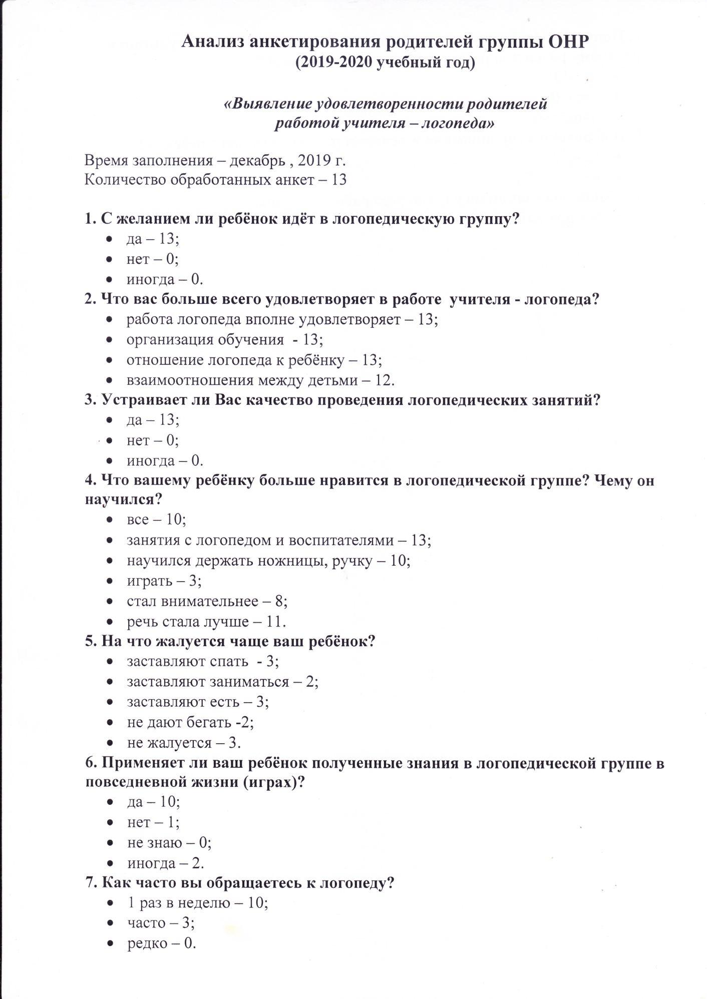 Анализ анкетирования родителей группы ОНР
(2019-2020 учебный год)
«Выявление удовлетворенности родителей
работой учителя – логопеда»
Время заполнения – декабрь , 2019 г.
Количество обработанных анкет – 13
1. С желанием ли ребёнок идёт в логопедическую группу?
• да – 13;
• нет – 0;
• иногда – 0.
2. Что вас больше всего удовлетворяет в работе  учителя - логопеда?
• работа логопеда вполне удовлетворяет – 13;
• организация обучения  - 13;
• отношение логопеда к ребёнку – 13;
• взаимоотношения между детьми – 12.
3. Устраивает ли Вас качество проведения логопедических занятий?
• да – 13;
• нет – 0;
• иногда – 0.
4. Что вашему ребёнку больше нравится в логопедической группе? Чему он
научился?
• все – 10;
• занятия с логопедом и воспитателями – 13;
• научился держать ножницы, ручку – 10;
• играть – 3;
• стал внимательнее – 8;
• речь стала лучше – 11.
5. На что жалуется чаще ваш ребёнок?
• заставляют спать  - 3;
• заставляют заниматься – 2;
• заставляют есть – 3;
• не дают бегать -2;
• не жалуется – 3.
6. Применяет ли ваш ребёнок полученные знания в логопедической группе в
повседневной жизни (играх)?
• да – 10;
• нет – 1;
• не знаю – 0;
• иногда – 2.
7. Как часто вы обращаетесь к логопеду?
• 1 раз в неделю – 10;
• часто – 3;
• редко – 0.